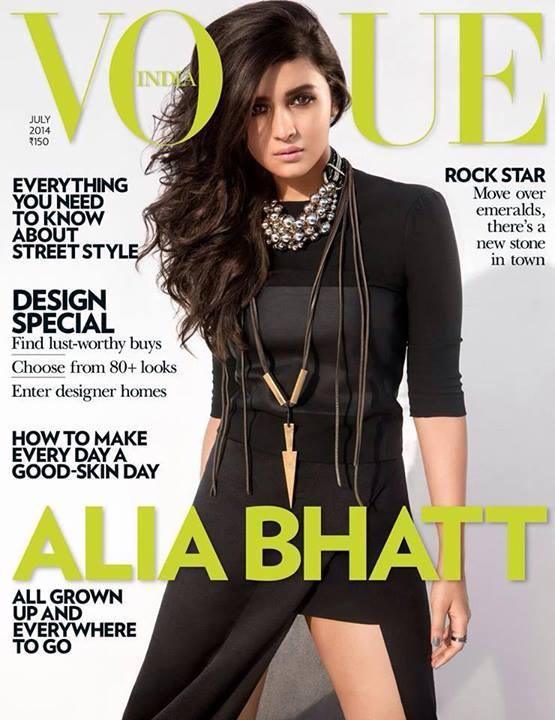 VOGUE
INDIA
JULY
2014
₹150
EVERYTHING
YOU NEED
TO KNOW
ABOUT
STREET STYLE
ROCK STAR
Move over
emeralds,
there's a
new stone
in town
DESIGN
SPECIAL
Find lust-worthy buys
Choose from 80+ looks
Enter designer homes
HOW TO MAKE
EVERY DAY A
GOOD-SKIN DAY
ALIA BHATT
ALL GROWN
UP AND
EVERYWHERE
TO GO